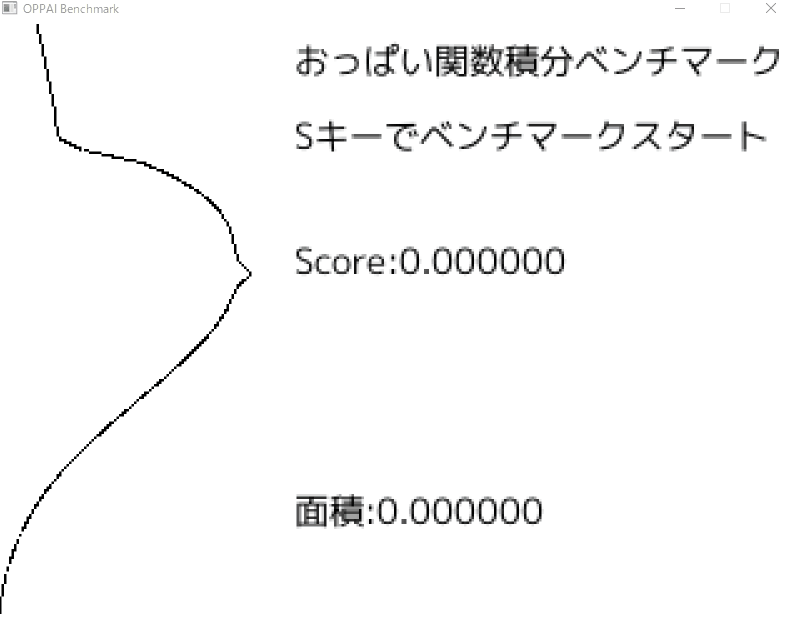 OPPAI Benchmark
おっぱい関数積分ベンチマーク
Sキーでベンチマークスタート
Score:0.000000
面積:0.000000